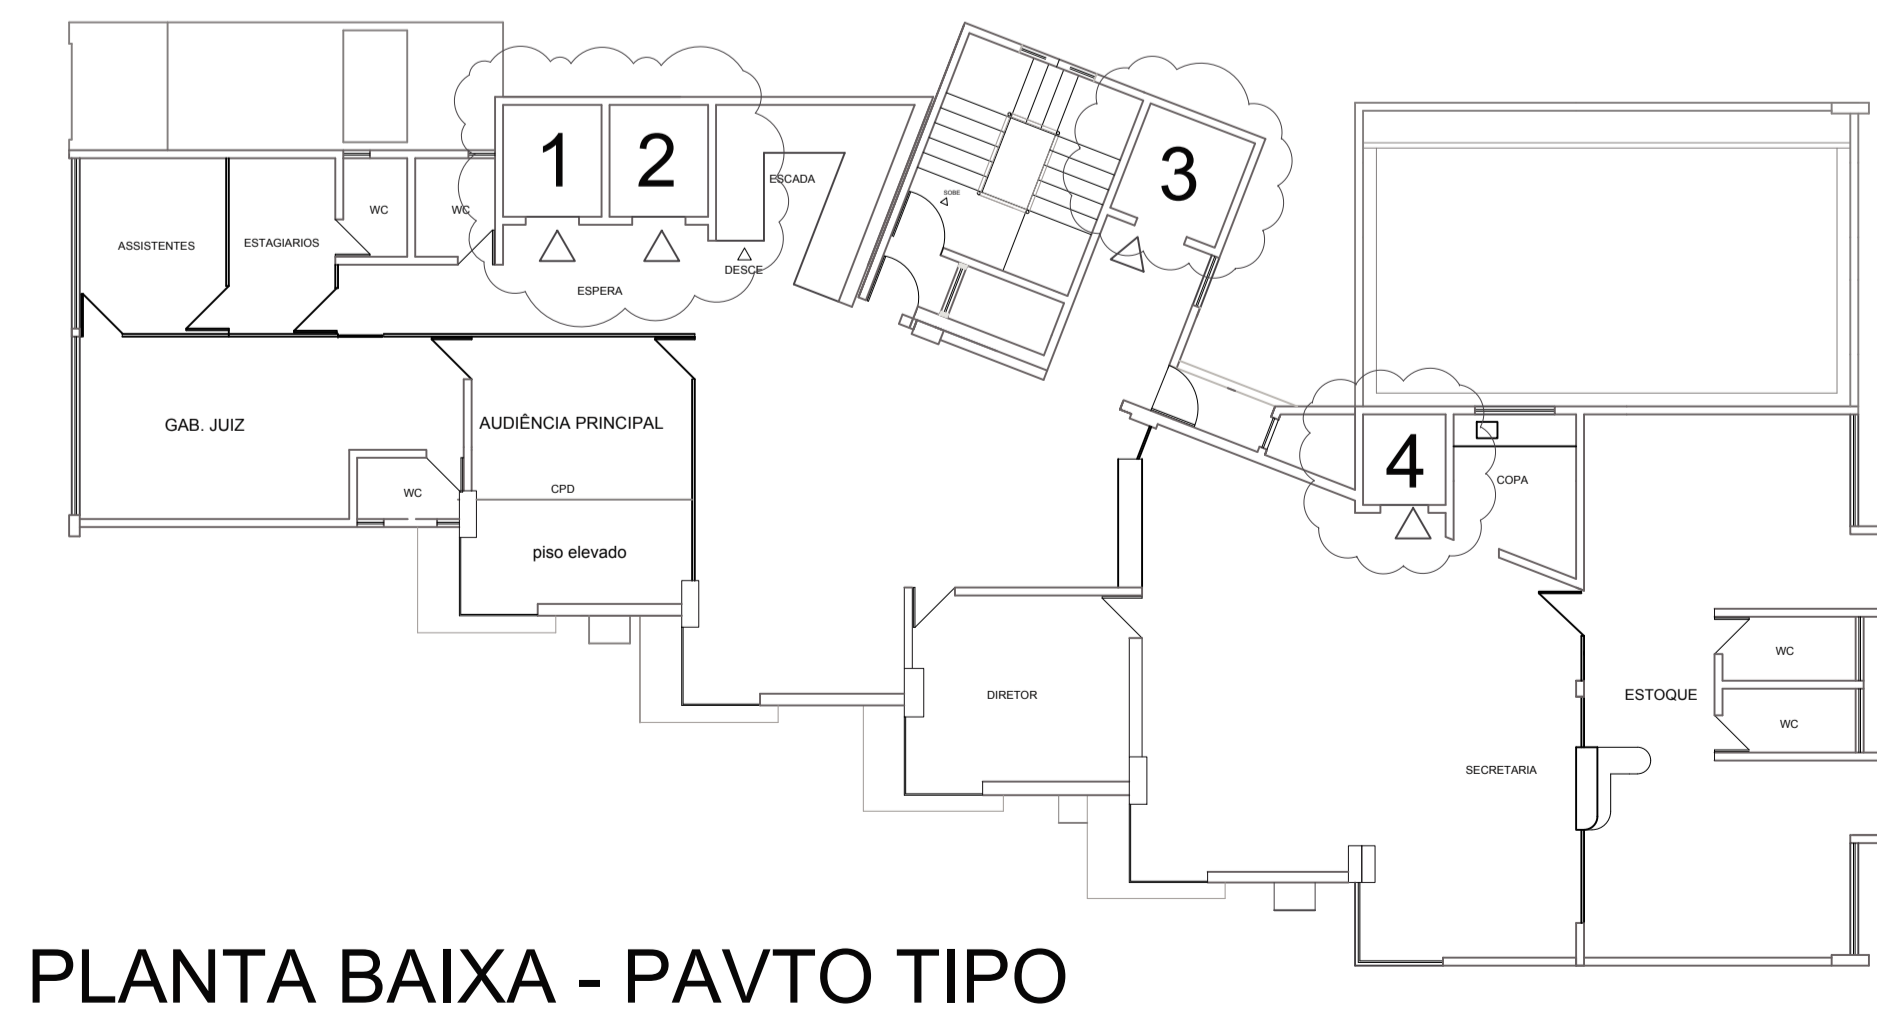 1
2
3
ESCADA
SOBE
WC
WC
ASSISTENTES
ESTAGIARIOS
DESCE
ESPERA
GAB. JUIZ
AUDIÊNCIA PRINCIPAL
4
COPA
WC
CPD
piso elevado
WC
DIRETOR
ESTOQUE
WC
SECRETARIA
PLANTA BAIXA - PAVTO TIPO